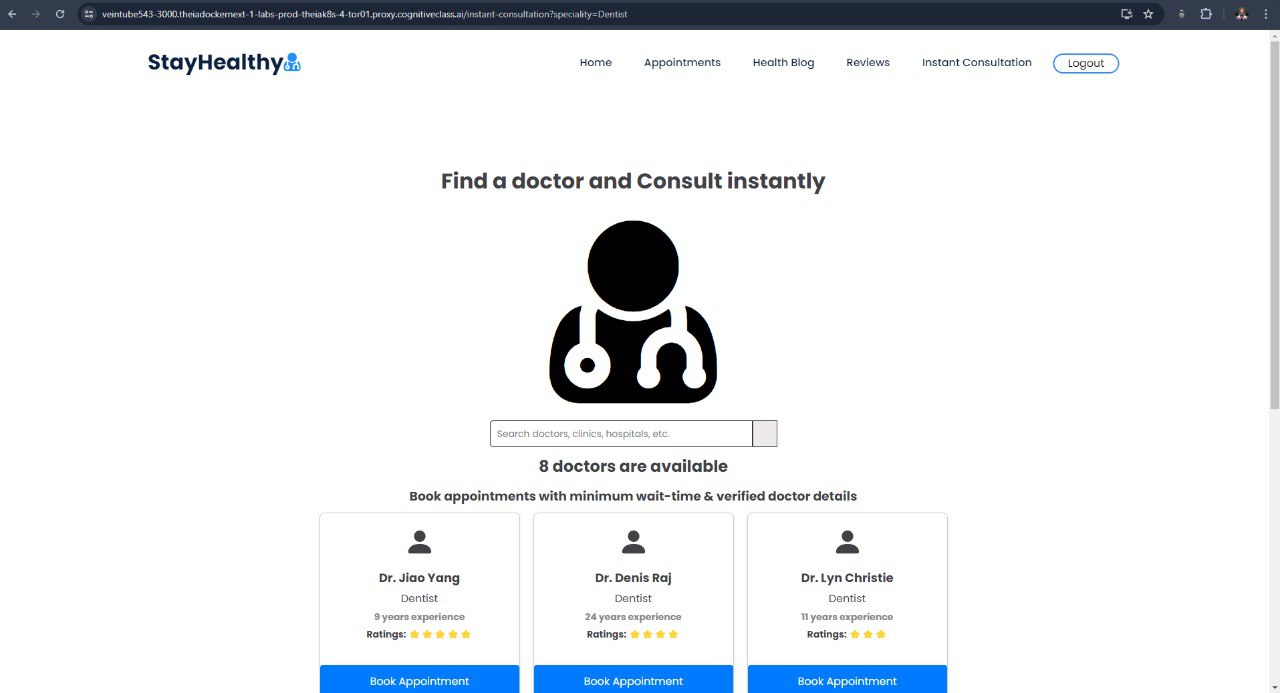 veintube543-3000.theiadockernext-1-labs-prod-theiak8s-4-tor01.proxy.cognitiveclass.ai/instant-consultation?speciality=Dentist
StayHealthy
Home Appointments Health Blog Reviews Instant Consultation Logout
Find a doctor and Consult instantly
Search doctors, clinics, hospitals, etc.
8 doctors are available
Book appointments with minimum wait-time & verified doctor details
Dr. Jiao Yang
Dentist
9 years experience
Ratings:
Book Appointment
Dr. Denis Raj
Dentist
24 years experience
Ratings:
Book Appointment
Dr. Lyn Christie
Dentist
11 years experience
Ratings:
Book Appointment